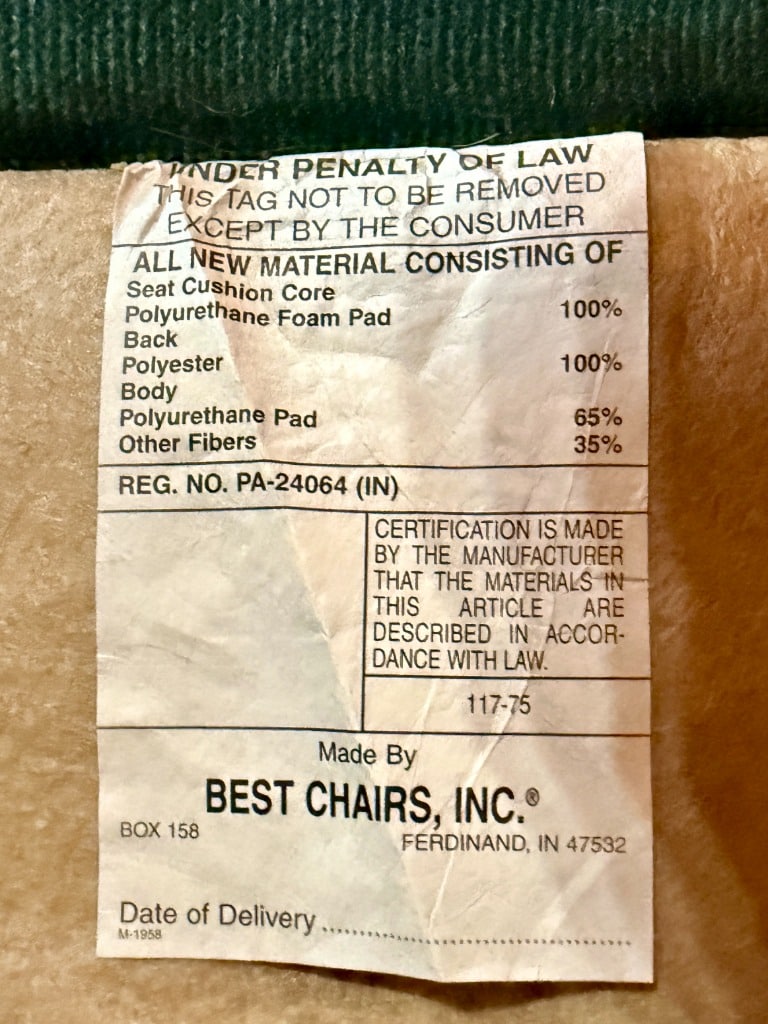 UNDER PENALTY OF LAW
THIS TAG NOT TO BE REMOVED
EXCEPT BY THE CONSUMER
ALL NEW MATERIAL CONSISTING OF
Seat Cushion Core
Polyurethane Foam Pad 100%
Back
Polyester 100%
Body
Polyurethane Pad 65%
Other Fibers 35%
REG. NO. PA-24064 (IN)
CERTIFICATION IS MADE
BY THE MANUFACTURER
THAT THE MATERIALS IN
THIS ARTICLE ARE
DESCRIBED IN ACCOR-
DANCE WITH LAW.
117-75
Made By
BEST CHAIRS, INC.®
BOX 158 FERDINAND, IN 47532
Date of Delivery
M-1958